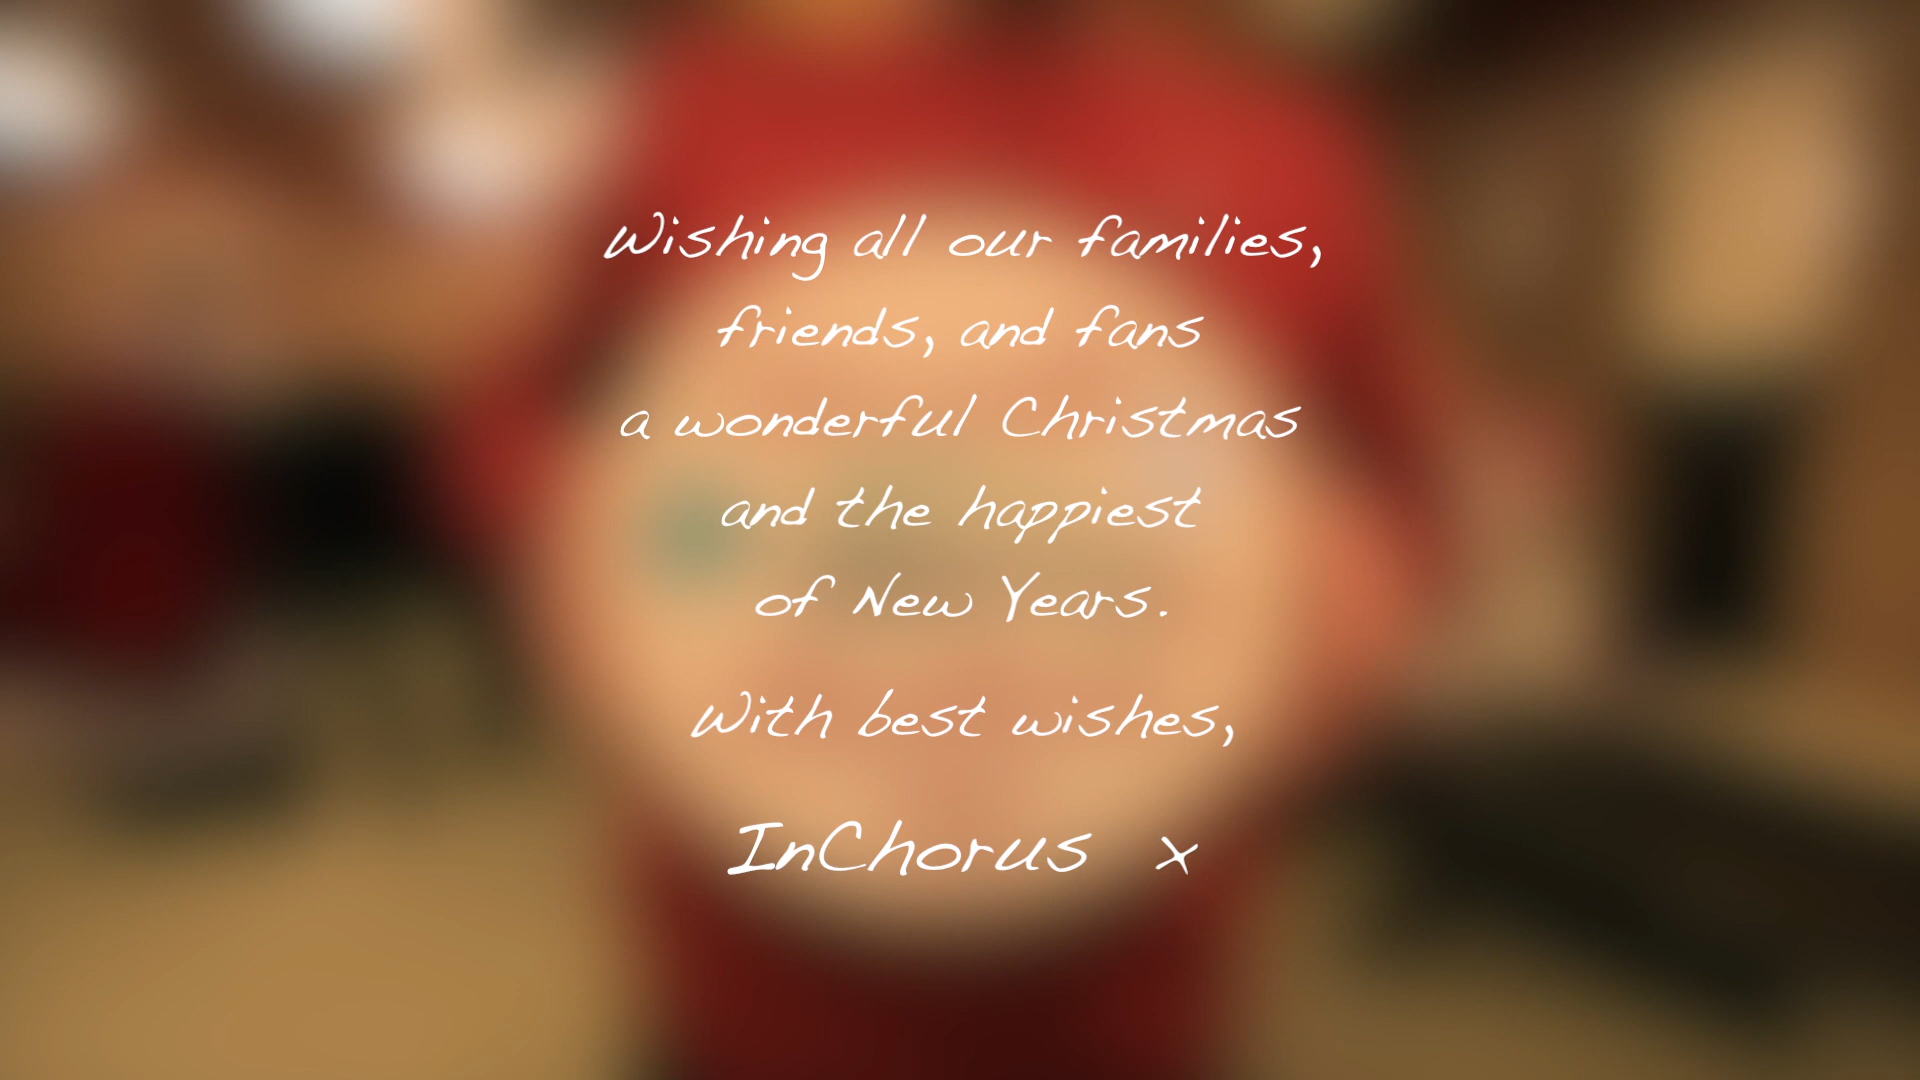 Wishing all our families,
friends, and fans
a wonderful Christmas
and the happiest
of New Years.
With best wishes,
InChorus x